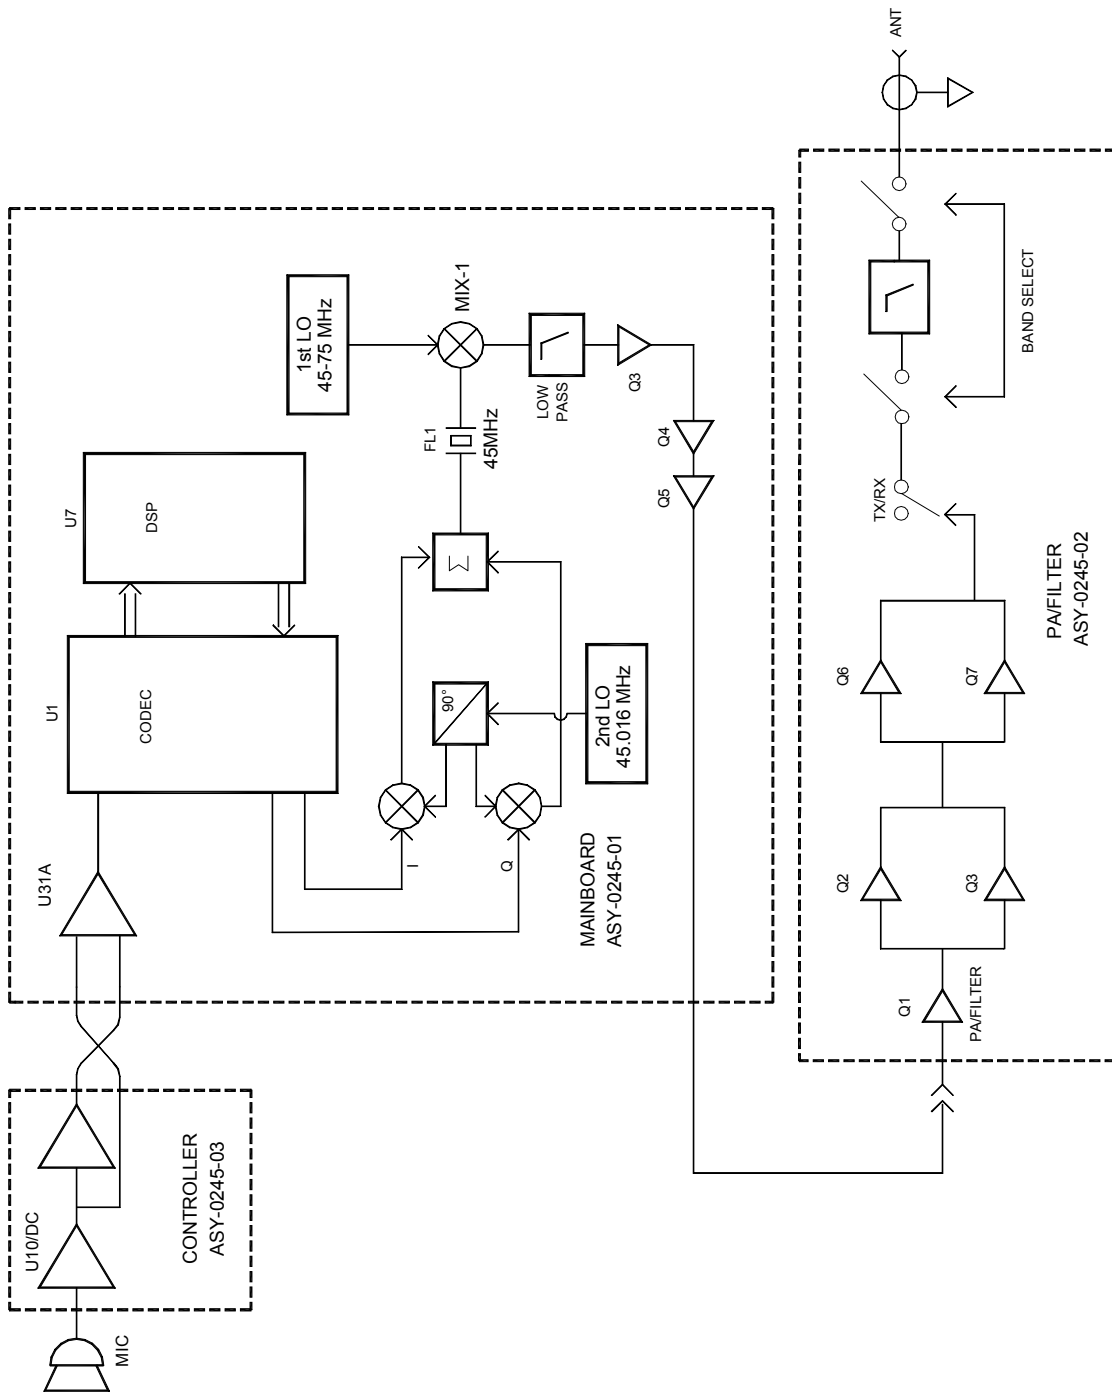 MIC
U10/DC
CONTROLLER
ASY-0245-03
U31A
U1
CODEC
U7
DSP
I
Q
90°
2nd LO
45.016 MHz
Σ
FL1
45MHz
1st LO
45-75 MHz
MIX-1
LOW
PASS
Q3
Q4
Q5
MAINBOARD
ASY-0245-01
Q1
PA/FILTER
Q2
Q3
Q6
Q7
TX/RX
BAND SELECT
ANT
PA/FILTER
ASY-0245-02